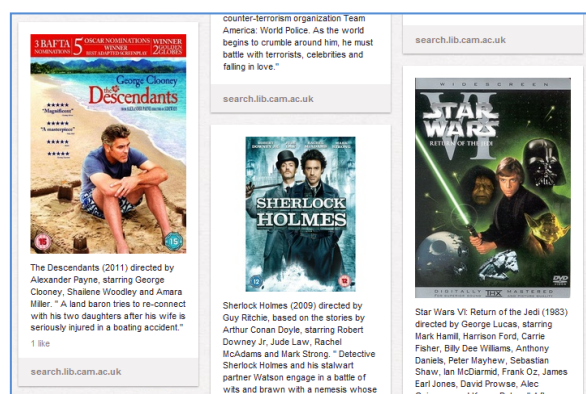 3 BAFTA NOMINATIONS
5 OSCAR NOMINATIONS
WINNER
BEST ADAPTED SCREENPLAY
WINNER 2 GOLDEN GLOBES
George Clooney
the Descendants
"Magnificent"
"A masterpiece"
15
15
The Descendants (2011) directed by
Alexander Payne, starring George
Clooney, Shailene Woodley and Amara
Miller. " A land baron tries to re-connect
with his two daughters after his wife is
seriously injured in a boating accident."
1 like
search.lib.cam.ac.uk
counter-terrorism organization Team
America: World Police. As the world
begins to crumble around him, he must
battle with terrorists, celebrities and
falling in love."
search.lib.cam.ac.uk
SHERLOCK
HOLMES
12
Sherlock Holmes (2009) directed by
Guy Ritchie, based on the stories by
Arthur Conan Doyle, starring Robert
Downey Jr, Jude Law, Rachel
McAdams and Mark Strong. " Detective
Sherlock Holmes and his stalwart
partner Watson engage in a battle of
wits and brawn with a nemesis whose
search.lib.cam.ac.uk
WIDESCREEN
VI
STAR
WARS
RETURN OF THE JEDI
DVD
DIGITALLY THX MASTERED
Star Wars VI: Return of the Jedi (1983)
directed by George Lucas, starring
Mark Hamill, Harrison Ford, Carrie
Fisher, Billy Dee Williams, Anthony
Daniels, Peter Mayhew, Sebastian
Shaw, Ian McDiarmid, Frank Oz, James
Earl Jones, David Prowse, Alec